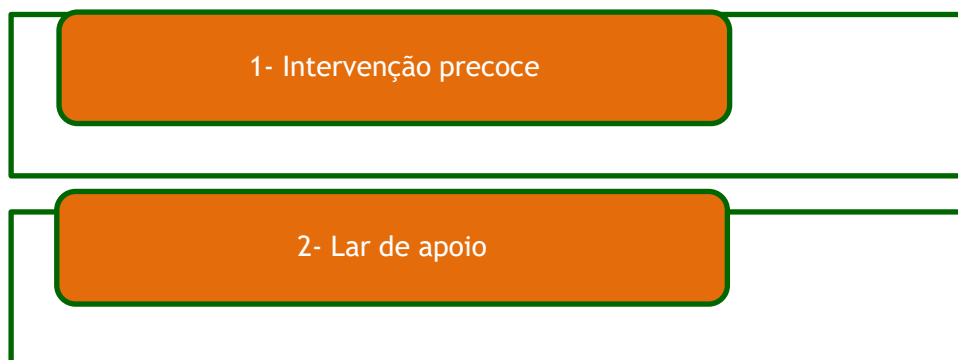 1- Intervenção precoce
2- Lar de apoio